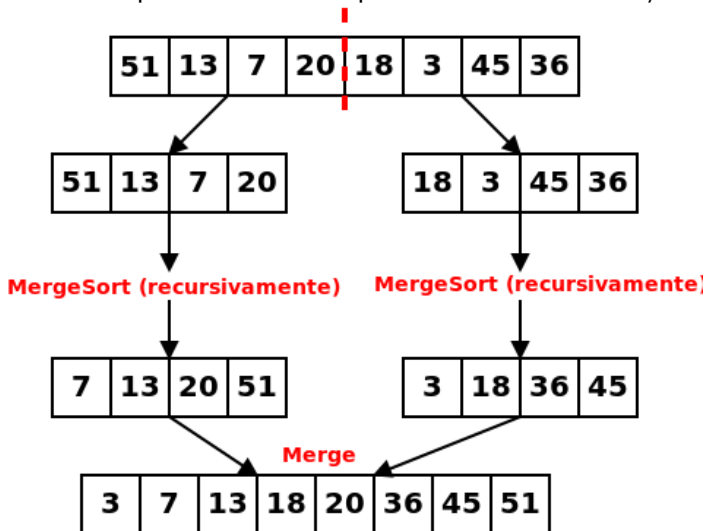 51 13 7 20 18 3 45 36
51 13 7 20
18 3 45 36
MergeSort (recursivamente)
MergeSort (recursivamente)
7 13 20 51
3 18 36 45
Merge
3 7 13 18 20 36 45 51